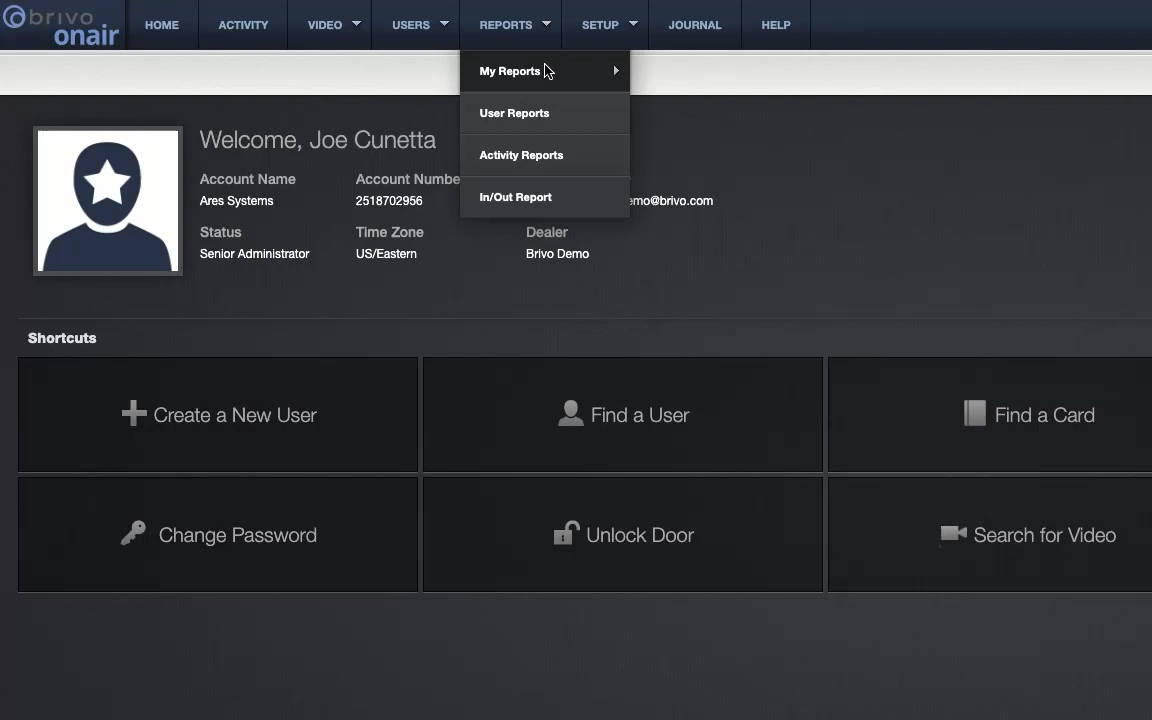 brivo
onair
HOME ACTIVITY VIDEO USERS REPORTS SETUP JOURNAL HELP
My Reports
User Reports
Activity Reports
In/Out Report
Welcome, Joe Cunetta
Account Name Account Numbe
Ares Systems 2518702956 emo@brivo.com
Status Time Zone Dealer
Senior Administrator US/Eastern Brivo Demo
Shortcuts
Create a New User Find a User Find a Card
Change Password Unlock Door Search for Video